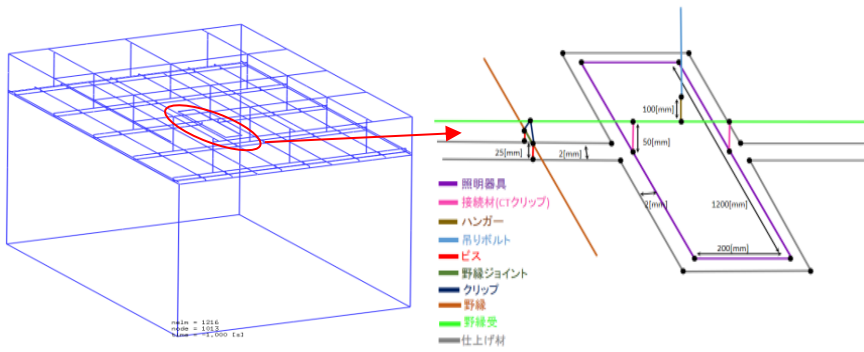 nelm = 1216
node = 1013
time = -1.000 [s]
100[mm]
50[mm]
25[mm]
2[mm]
2[mm]
1200[mm]
200[mm]
照明器具
接続材(CTクリップ)
ハンガー
吊りボルト
ビス
野縁ジョイント
クリップ
野縁
野縁受
仕上げ材